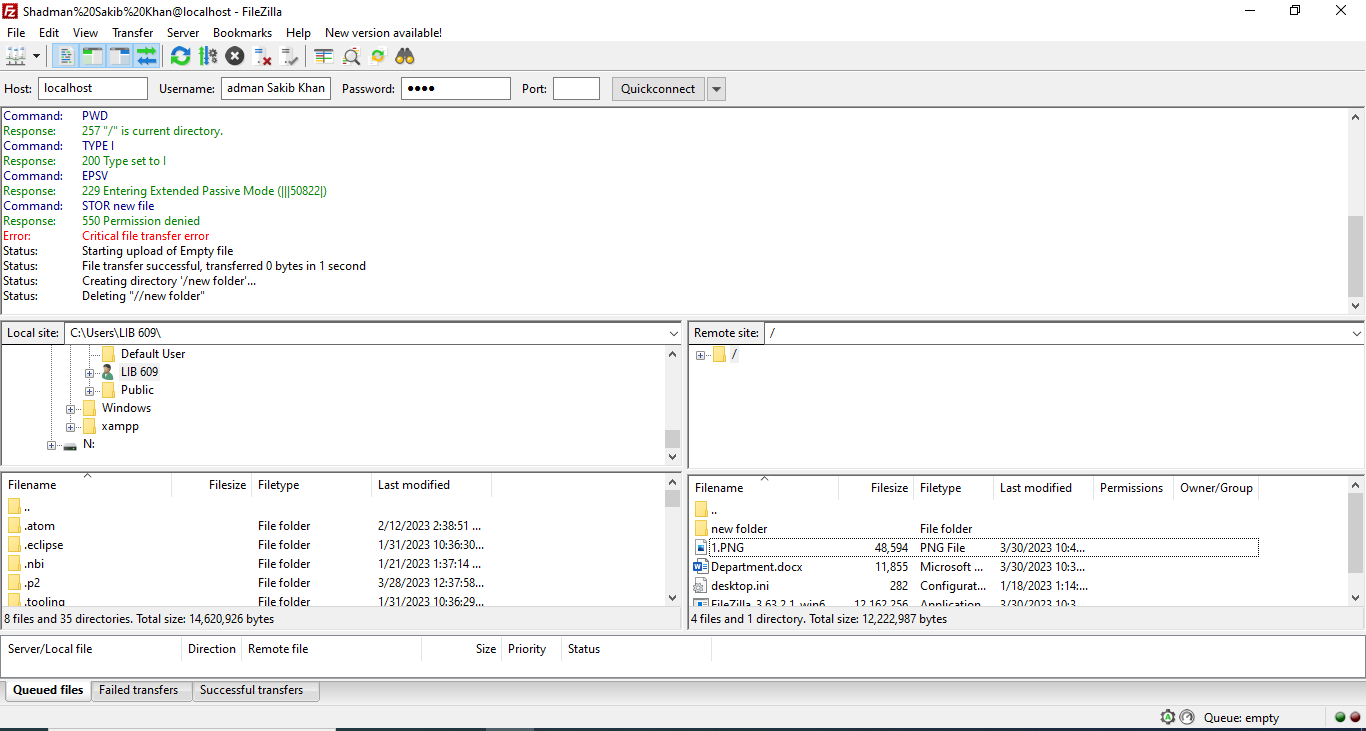 Shadman%20Sakib%20Khan@localhost - FileZilla
File Edit View Transfer Server Bookmarks Help New version available!
Host: localhost Username: adman Sakib Khan Password: ●●●● Port: Quickconnect
Command: PWD
Response: 257 "/" is current directory.
Command: TYPE I
Response: 200 Type set to I
Command: EPSV
Response: 229 Entering Extended Passive Mode (|||50822|)
Command: STOR new file
Response: 550 Permission denied
Error: Critical file transfer error
Status: Starting upload of Empty file
Status: File transfer successful, transferred 0 bytes in 1 second
Status: Creating directory '/new folder'...
Status: Deleting "//new folder"
Local site: C:\Users\LIB 609\
Default User
LIB 609
Public
Windows
xampp
N:
Filename Filesize Filetype Last modified
..
.atom File folder 2/12/2023 2:38:51 ...
.eclipse File folder 1/31/2023 10:36:30...
.nbi File folder 1/21/2023 1:37:14 ...
.p2 File folder 3/28/2023 12:37:58...
.tooling File folder 1/31/2023 10:36:29...
8 files and 35 directories. Total size: 14,620,926 bytes
Remote site: /
/
Filename Filesize Filetype Last modified Permissions Owner/Group
..
new folder File folder
1.PNG 48,594 PNG File 3/30/2023 10:4...
Department.docx 11,855 Microsoft ... 3/30/2023 10:3...
desktop.ini 282 Configurat... 1/18/2023 1:14:...
FileZilla_3.63.2.1_win6... 12,162,256 Application 3/30/2023 10:3...
4 files and 1 directory. Total size: 12,222,987 bytes
Server/Local file Direction Remote file Size Priority Status
Queued files Failed transfers Successful transfers
Queue: empty